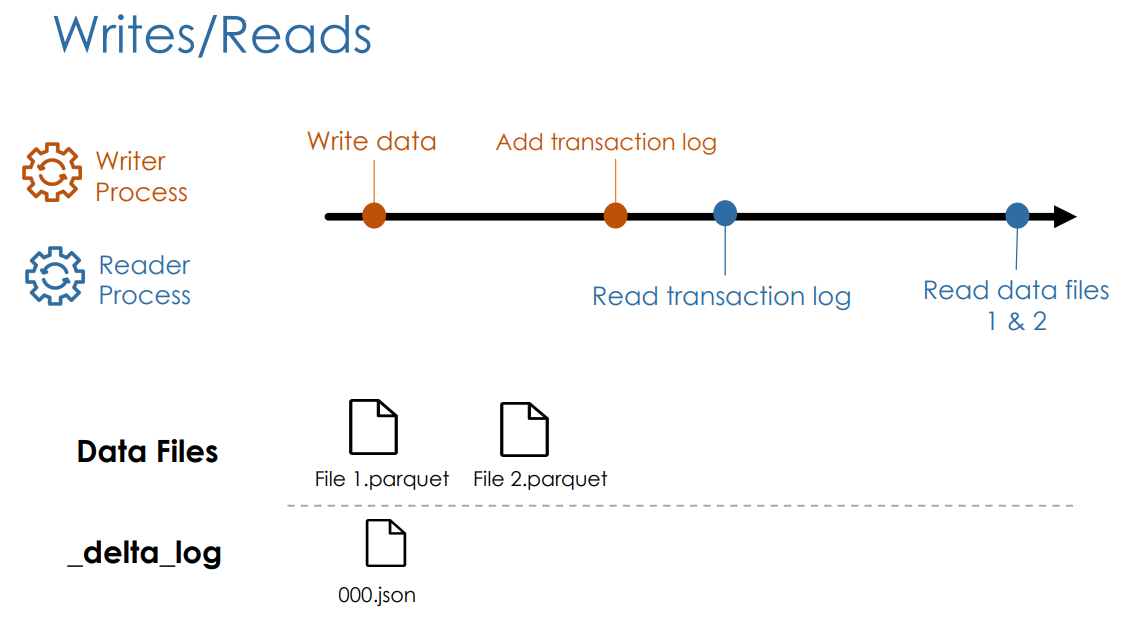 Writes/Reads
Write data
Add transaction log
Writer
Process
Reader
Process
Read transaction log
Read data files
1 & 2
Data Files
File 1.parquet
File 2.parquet
_delta_log
000.json